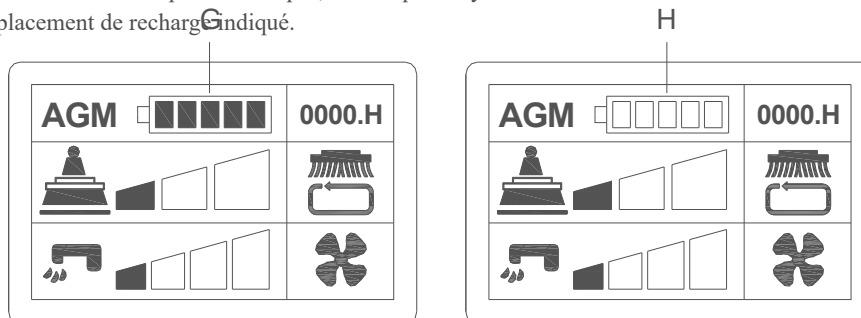 placement de recharge indiqué.
G
H
AGM
0000.H
AGM
0000.H